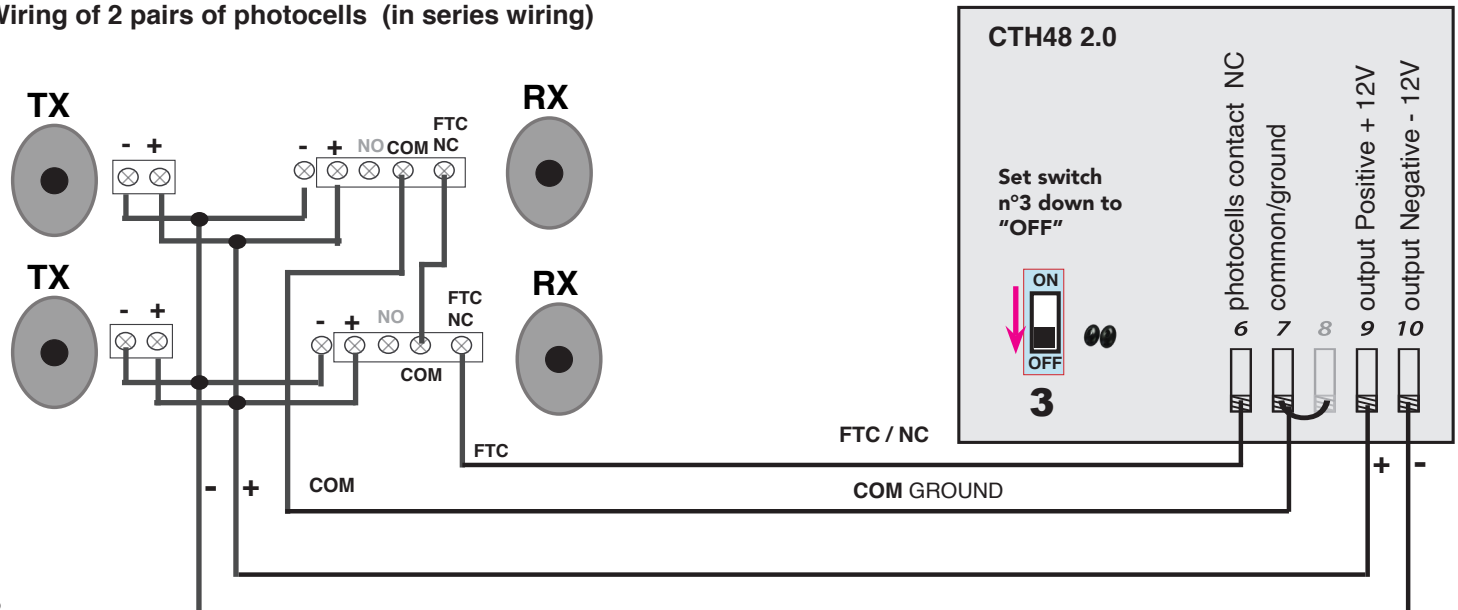 Wiring of 2 pairs of photocells (in series wiring)
CTH48 2.0
TX
- +
- + NO COM FTC NC
RX
TX
- +
- + NO FTC NC
COM
RX
Set switch
n°3 down to
“OFF”
ON
OFF
3
photocells contact NC
common/ground
output Positive + 12V
output Negative - 12V
6 7 8 9 10
FTC
FTC / NC
+ -
- + COM
COM GROUND